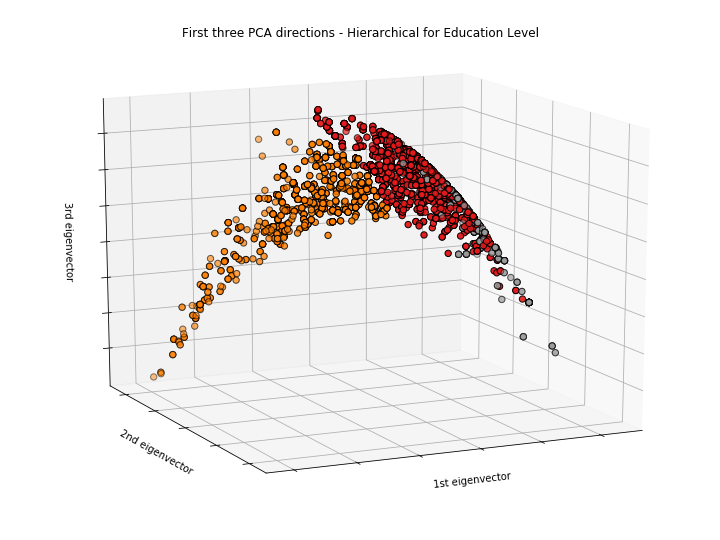 First three PCA directions - Hierarchical for Education Level
3rd eigenvector
2nd eigenvector
1st eigenvector